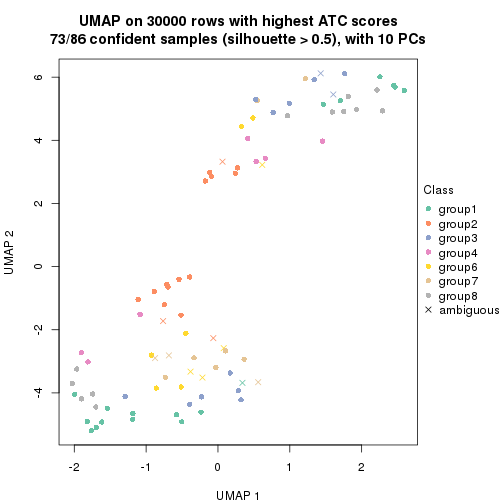 UMAP on 30000 rows with highest ATC scores
73/86 confident samples (silhouette > 0.5), with 10 PCs
6
4
2
0
-2
-4
UMAP 2
-2
-1
0
1
2
UMAP 1
Class
group1
group2
group3
group4
group6
group7
group8
ambiguous